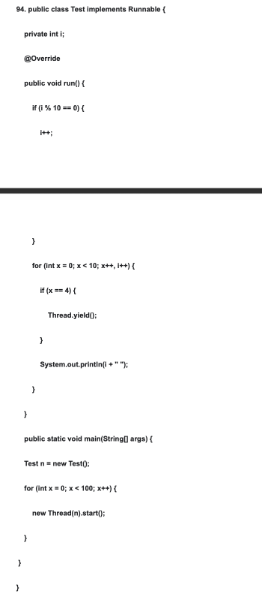 94. public class Test implements Runnable {
private int i;
@Override
public void run() {
if (i % 10 == 0) {
i++;
}
for (int x = 0; x < 10; x++, i++) {
if (x == 4) {
Thread.yield();
}
System.out.println(i + " ");
}
}
public static void main(String[] args) {
Test n = new Test();
for (int x = 0; x < 100; x++) {
new Thread(n).start();
}
}
}